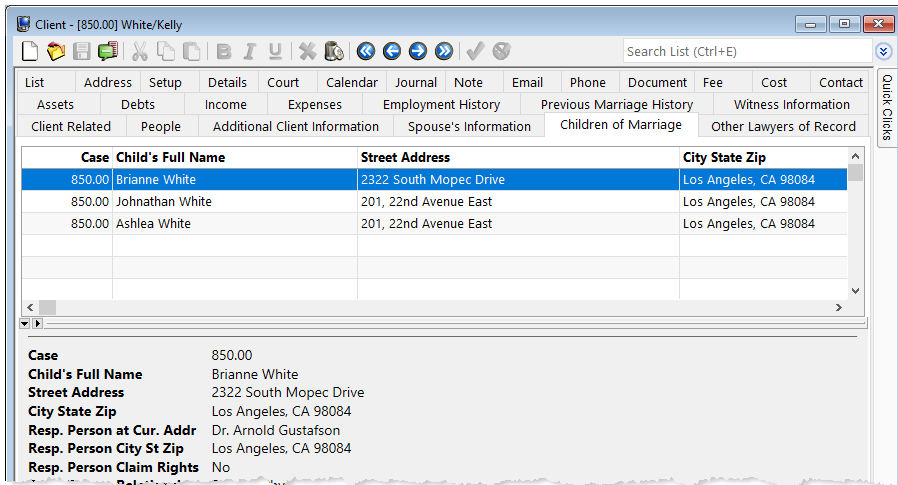 Client - [850.00] White/Kelly
B I U Search List (Ctrl+E)
List Address Setup Details Court Calendar Journal Note Email Phone Document Fee Cost Contact
Assets Debts Income Expenses Employment History Previous Marriage History Witness Information
Client Related People Additional Client Information Spouse's Information Children of Marriage Other Lawyers of Record
Quick Clicks
Case Child's Full Name Street Address City State Zip
850.00 Brianne White 2322 South Mopec Drive Los Angeles, CA 98084
850.00 Johnathan White 201, 22nd Avenue East Los Angeles, CA 98084
850.00 Ashlea White 201, 22nd Avenue East Los Angeles, CA 98084
Case 850.00
Child's Full Name Brianne White
Street Address 2322 South Mopec Drive
City State Zip Los Angeles, CA 98084
Resp. Person at Cur. Addr Dr. Arnold Gustafson
Resp. Person City St Zip Los Angeles, CA 98084
Resp. Person Claim Rights No